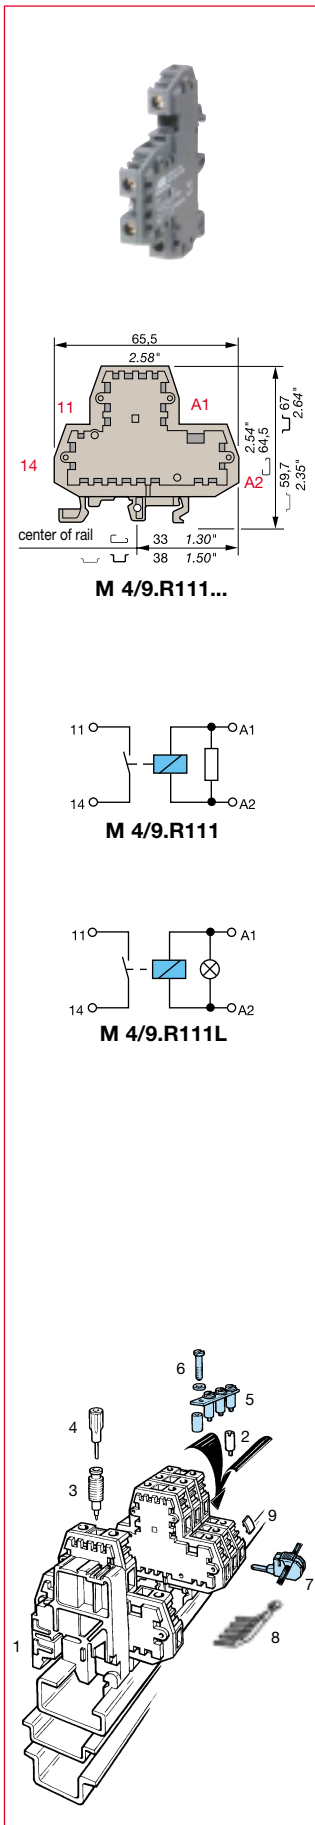 65,5
2.58"
11
A1
14
A2
2.54"
64,5
67
2.64"
59,7
2.35"
center of rail
33 1.30"
38 1.50"
M 4/9.R111...
11
A1
14
A2
M 4/9.R111
11
A1
14
A2
M 4/9.R111L
6
5
4
2
3
9
7
8
1